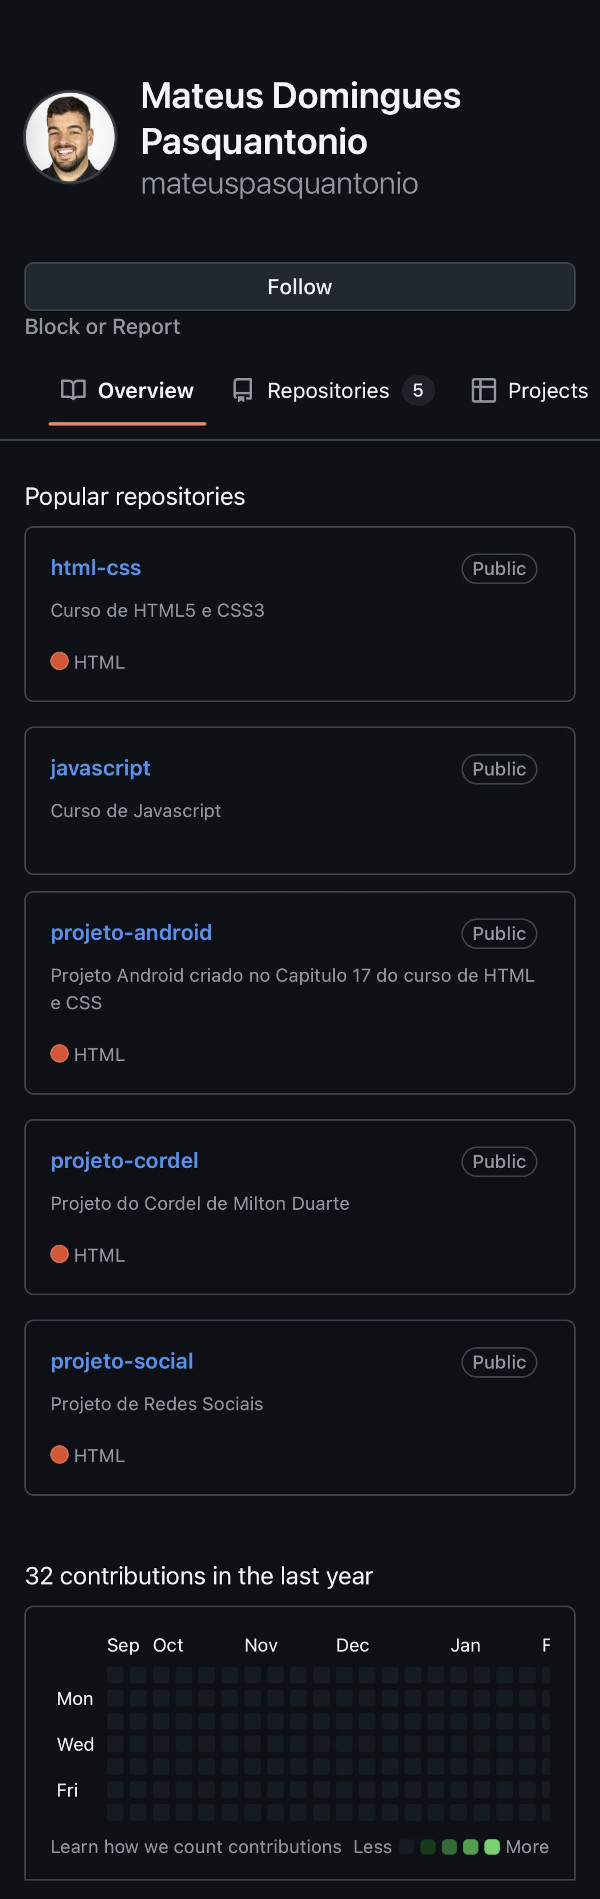 Mateus Domingues
Pasquantonio
mateuspasquantonio
Follow
Block or Report
Overview Repositories 5 Projects
Popular repositories
html-css Public
Curso de HTML5 e CSS3
HTML
javascript Public
Curso de Javascript
projeto-android Public
Projeto Android criado no Capitulo 17 do curso de HTML
e CSS
HTML
projeto-cordel Public
Projeto do Cordel de Milton Duarte
HTML
projeto-social Public
Projeto de Redes Sociais
HTML
32 contributions in the last year
Sep Oct Nov Dec Jan F
Mon
Wed
Fri
Learn how we count contributions Less More